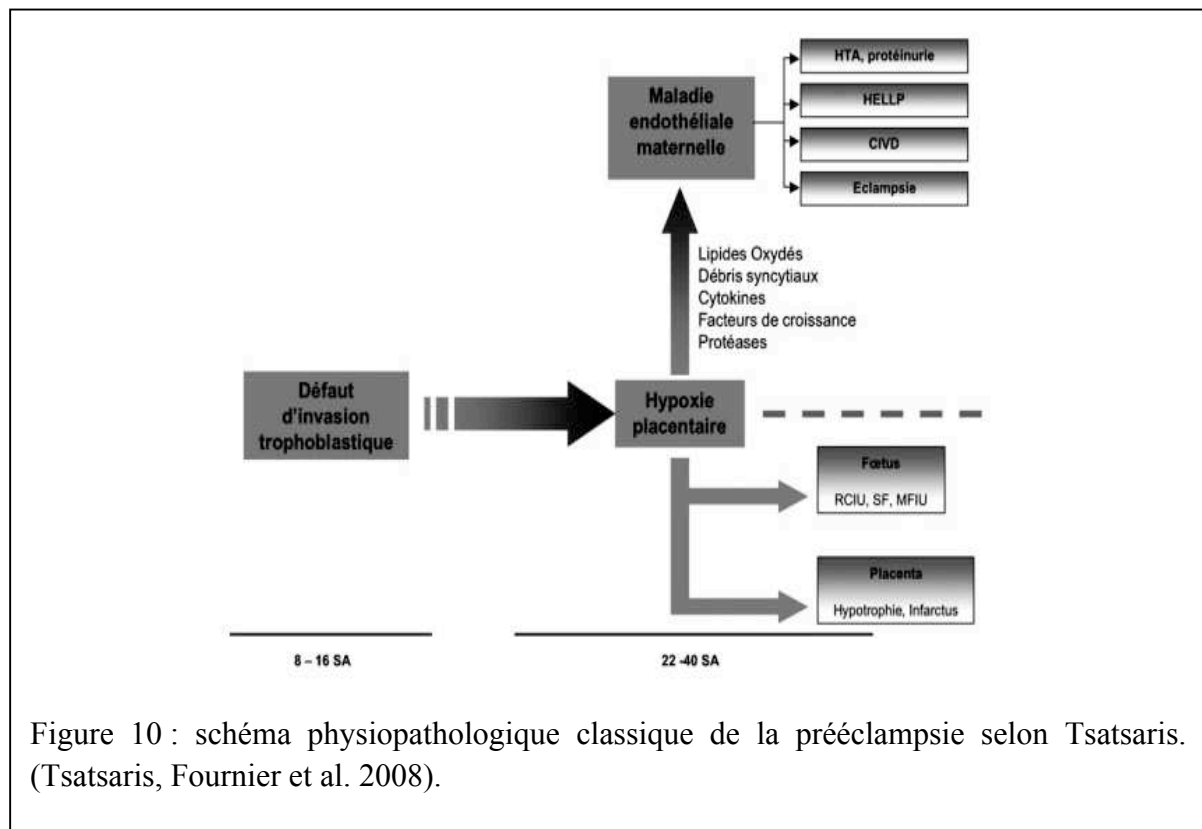 HTA, protéinurie
HELLP
CIVD
Eclampsie
Maladie
endothéliale
maternelle
Lipides Oxydés
Débris syncytiaux
Cytokines
Facteurs de croissance
Protéases
Défaut
d'invasion
trophoblastique
Hypoxie
placentaire
Fœtus
RCIU, SF, MFIU
Placenta
Hypotrophie, Infarctus
8 – 16 SA
22 -40 SA
Figure 10 : schéma physiopathologique classique de la prééclampsie selon Tsatsaris.
(Tsatsaris, Fournier et al. 2008).